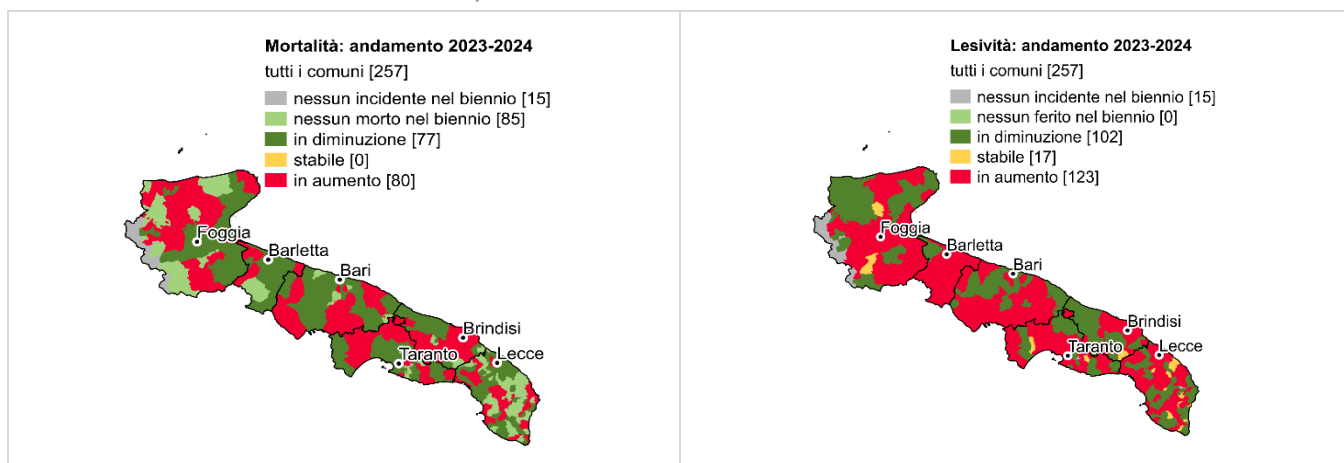 Mortalità: andamento 2023-2024
tutti i comuni [257]
nessun incidente nel biennio [15]
nessun morto nel biennio [85]
in diminuzione [77]
stabile [0]
in aumento [80]
Foggia
Barletta
Bari
Brindisi
Taranto
Lecce
Lesività: andamento 2023-2024
tutti i comuni [257]
nessun incidente nel biennio [15]
nessun ferito nel biennio [0]
in diminuzione [102]
stabile [17]
in aumento [123]
Foggia
Barletta
Bari
Brindisi
Taranto
Lecce